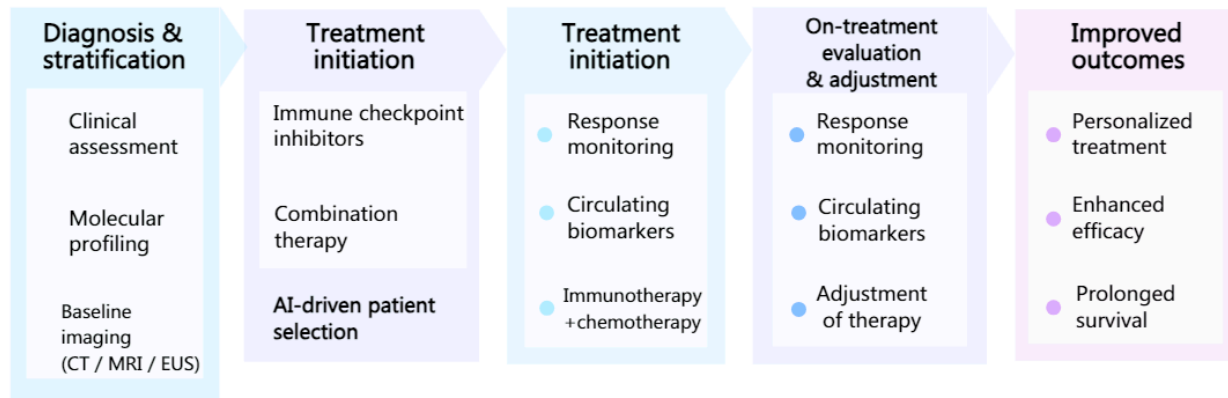 Diagnosis &
stratification
Clinical
assessment
Molecular
profiling
Baseline
imaging
(CT / MRI / EUS)
Treatment
initiation
Immune checkpoint
inhibitors
Combination
therapy
AI-driven patient
selection
Treatment
initiation
Response
monitoring
Circulating
biomarkers
Immunotherapy
+chemotherapy
On-treatment
evaluation
& adjustment
Response
monitoring
Circulating
biomarkers
Adjustment
of therapy
Improved
outcomes
Personalized
treatment
Enhanced
efficacy
Prolonged
survival